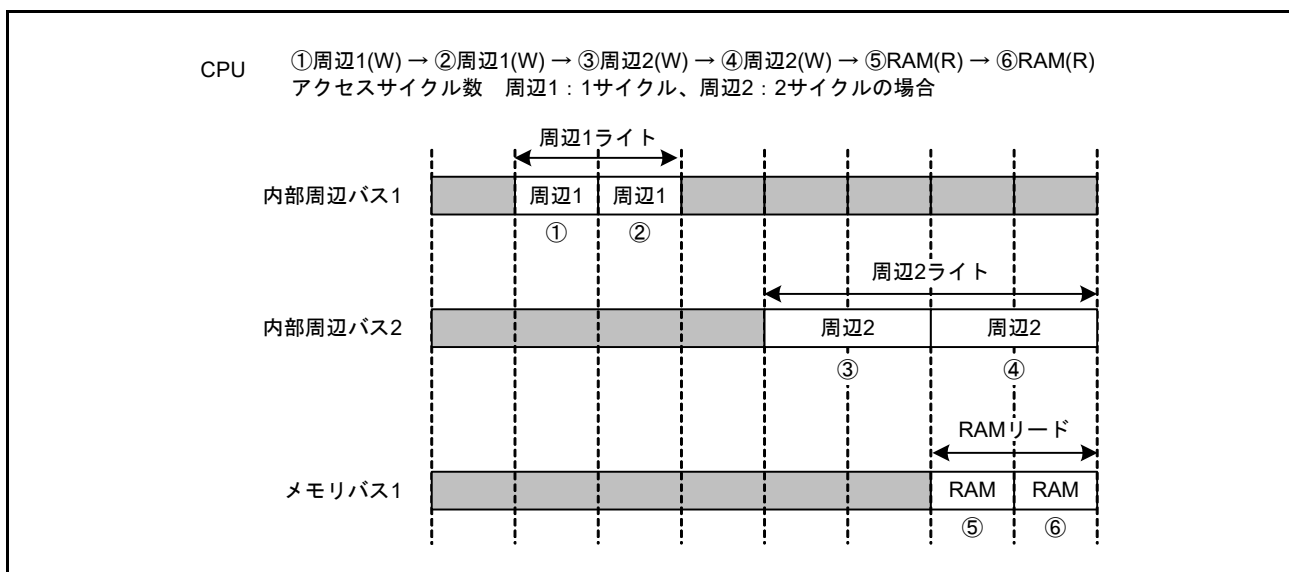 CPU ①周辺1(W) → ②周辺1(W) → ③周辺2(W) → ④周辺2(W) → ⑤RAM(R) → ⑥RAM(R)
アクセスサイクル数 周辺1：1サイクル、周辺2：2サイクルの場合
周辺1ライト
内部周辺バス1 周辺1 周辺1
① ②
周辺2ライト
内部周辺バス2 周辺2 周辺2
③ ④
RAMリード
メモリバス1 RAM RAM
⑤ ⑥